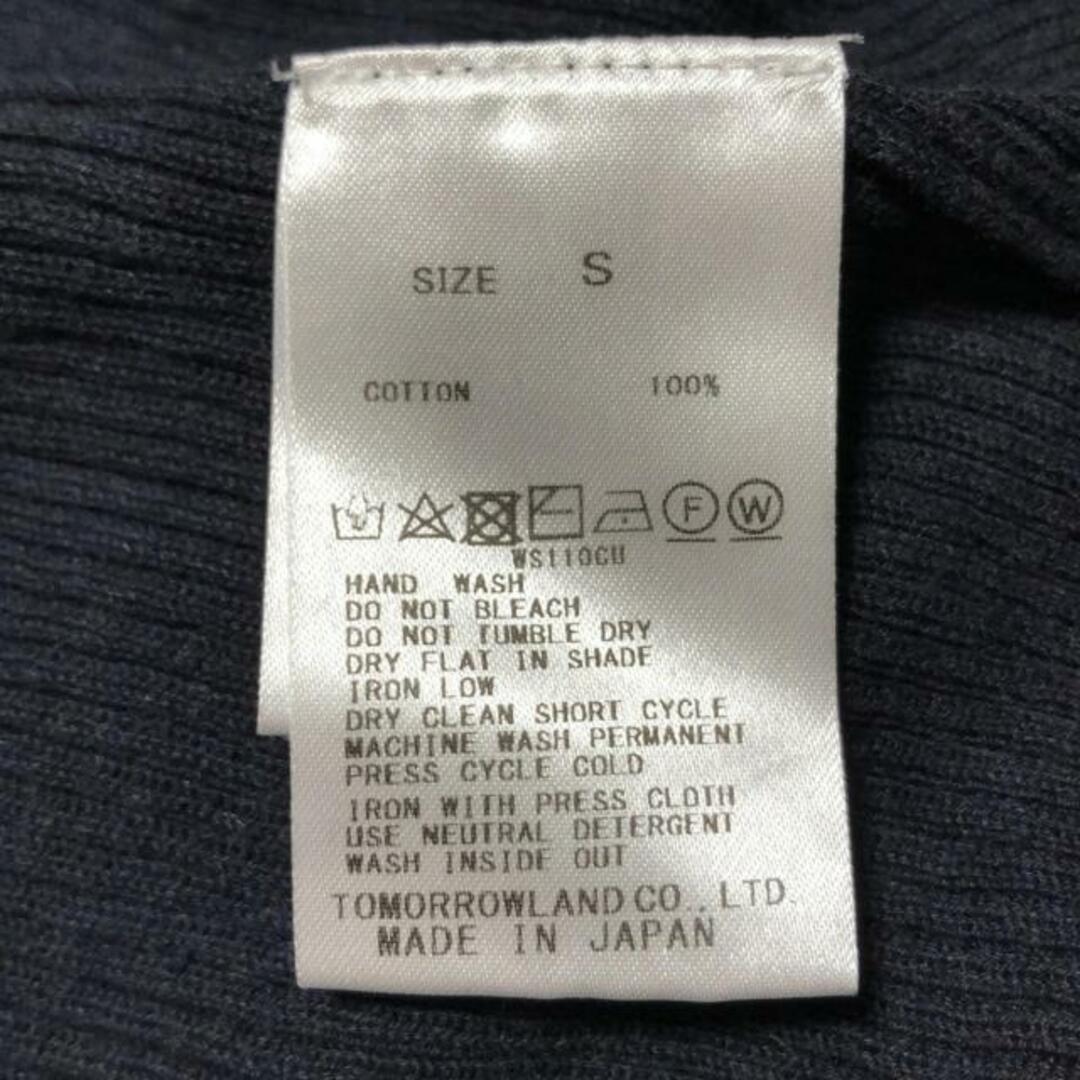 SIZE S
COTTON 100%
F W
WS110CU
HAND WASH
DO NOT BLEACH
DO NOT TUMBLE DRY
DRY FLAT IN SHADE
IRON LOW
DRY CLEAN SHORT CYCLE
MACHINE WASH PERMANENT
PRESS CYCLE COLD
IRON WITH PRESS CLOTH
USE NEUTRAL DETERGENT
WASH INSIDE OUT
TOMORROWLAND CO., LTD.
MADE IN JAPAN